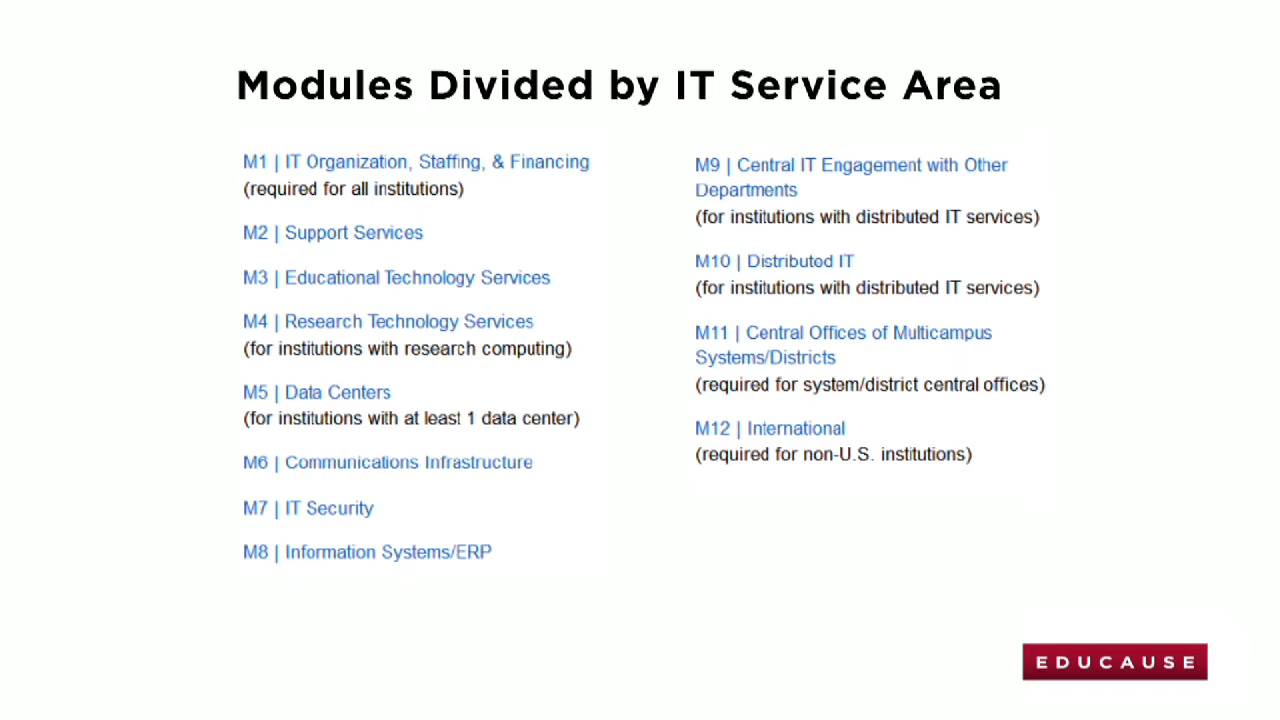 Modules Divided by IT Service Area
M1 | IT Organization, Staffing, & Financing
(required for all institutions)
M2 | Support Services
M3 | Educational Technology Services
M4 | Research Technology Services
(for institutions with research computing)
M5 | Data Centers
(for institutions with at least 1 data center)
M6 | Communications Infrastructure
M7 | IT Security
M8 | Information Systems/ERP
M9 | Central IT Engagement with Other
Departments
(for institutions with distributed IT services)
M10 | Distributed IT
(for institutions with distributed IT services)
M11 | Central Offices of Multicampus
Systems/Districts
(required for system/district central offices)
M12 | International
(required for non-U.S. institutions)
EDUCAUSE